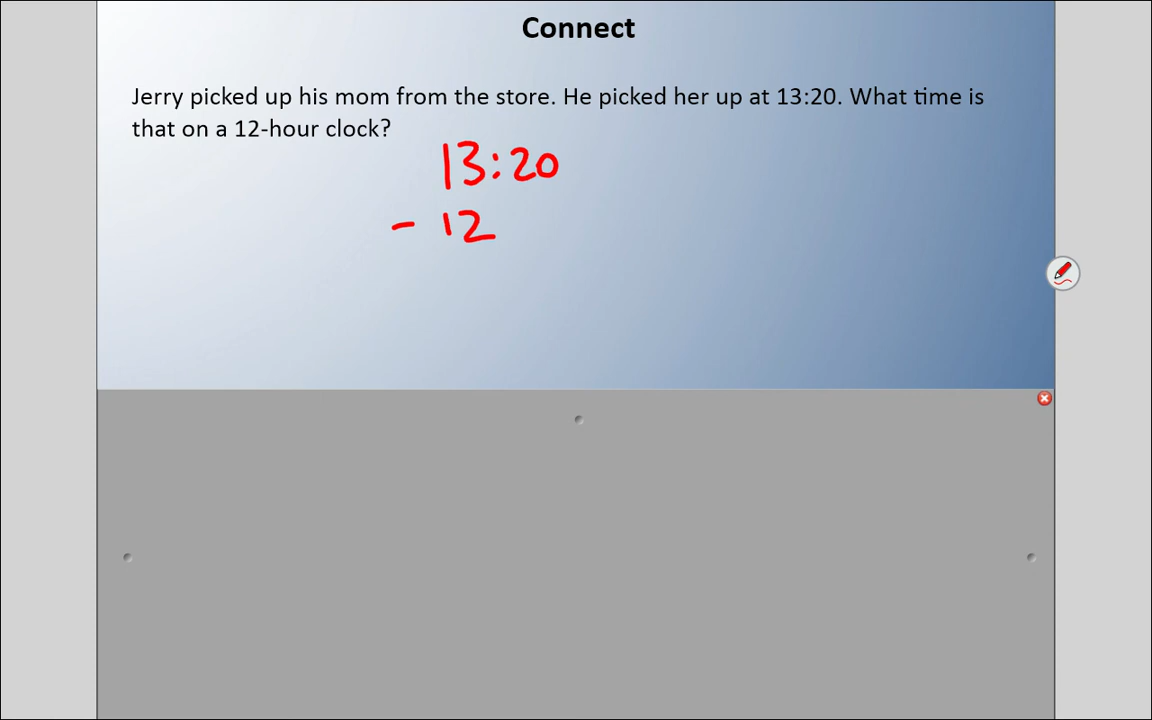 Connect
Jerry picked up his mom from the store. He picked her up at 13:20. What time is
that on a 12-hour clock?
13:20
- 12